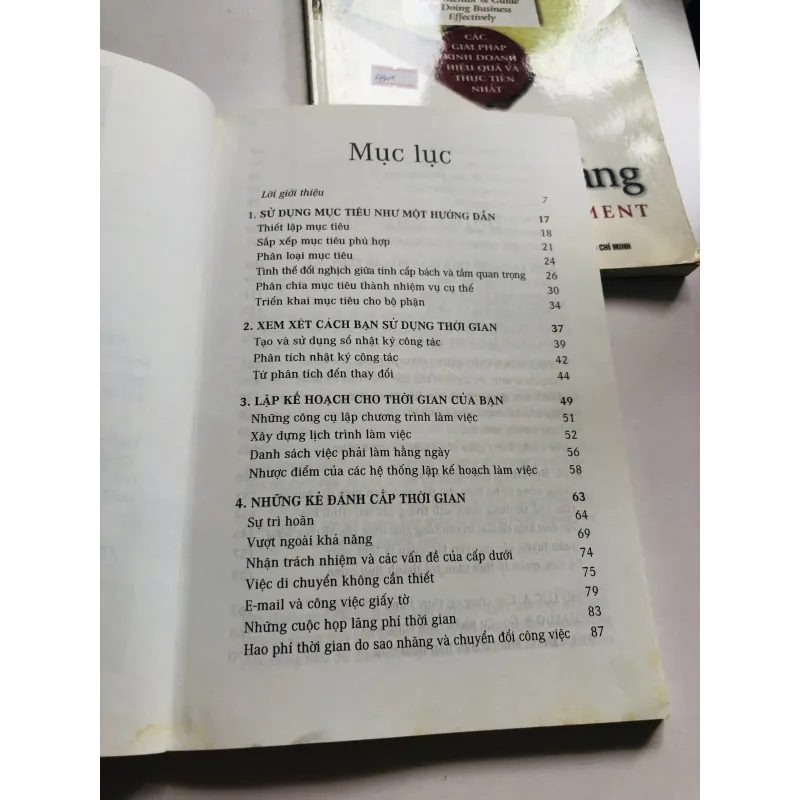 Mentor & Guide
Doing Business
Effectively
CÁC
GIẢI PHÁP
KINH DOANH
HIỆU QUẢ VÀ
THỰC TIỄN
NHẤT
MENT
CHÍ MINH
Mục lục
Lời giới thiệu 7
1. SỬ DỤNG MỤC TIÊU NHƯ MỘT HƯỚNG DẪN 17
Thiết lập mục tiêu 18
Sắp xếp mục tiêu phù hợp 21
Phân loại mục tiêu 24
Tình thế đối nghịch giữa tính cấp bách và tầm quan trọng 26
Phân chia mục tiêu thành nhiệm vụ cụ thể 30
Triển khai mục tiêu cho bộ phận 34
2. XEM XÉT CÁCH BẠN SỬ DỤNG THỜI GIAN 37
Tạo và sử dụng sổ nhật ký công tác 39
Phân tích nhật ký công tác 42
Từ phân tích đến thay đổi 44
3. LẬP KẾ HOẠCH CHO THỜI GIAN CỦA BẠN 49
Những công cụ lập chương trình làm việc 51
Xây dựng lịch trình làm việc 52
Danh sách việc phải làm hằng ngày 56
Nhược điểm của các hệ thống lập kế hoạch làm việc 58
4. NHỮNG KẺ ĐÁNH CẮP THỜI GIAN 63
Sự trì hoãn 64
Vượt ngoài khả năng 69
Nhận trách nhiệm và các vấn đề của cấp dưới 74
Việc di chuyển không cần thiết 75
E-mail và công việc giấy tờ 79
Những cuộc họp lãng phí thời gian 83
Hao phí thời gian do sao nhãng và chuyển đổi công việc 87